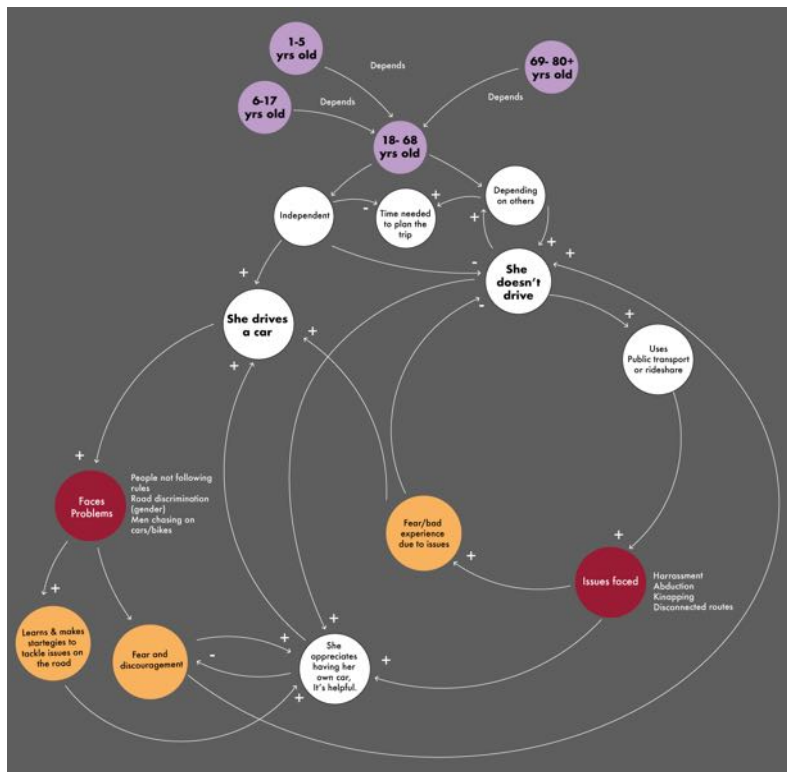 1-5
yrs old
69- 80+
yrs old
Depends
6-17
yrs old
Depends
Depends
18- 68
yrs old
Depending
on others
+
Independent
-
Time needed
to plan the
trip
+
+
+
-
She
doesn't
drive
-
+
She drives
a car
+
+
+
Uses
Public transport
or rideshare
+
Faces
Problems
People not following
rules
Road discrimination
(gender)
Men chasing on
cars/bikes
Fear/bad
experience
due to issues
+
+
Issues faced
Harrassment
Abduction
Kinapping
Disconnected routes
+
Learns & makes
startegies to
tackle issues on
the road
Fear and
discouragement
+
-
+
She
appreciates
having her
own car,
It's helpful.
+
+